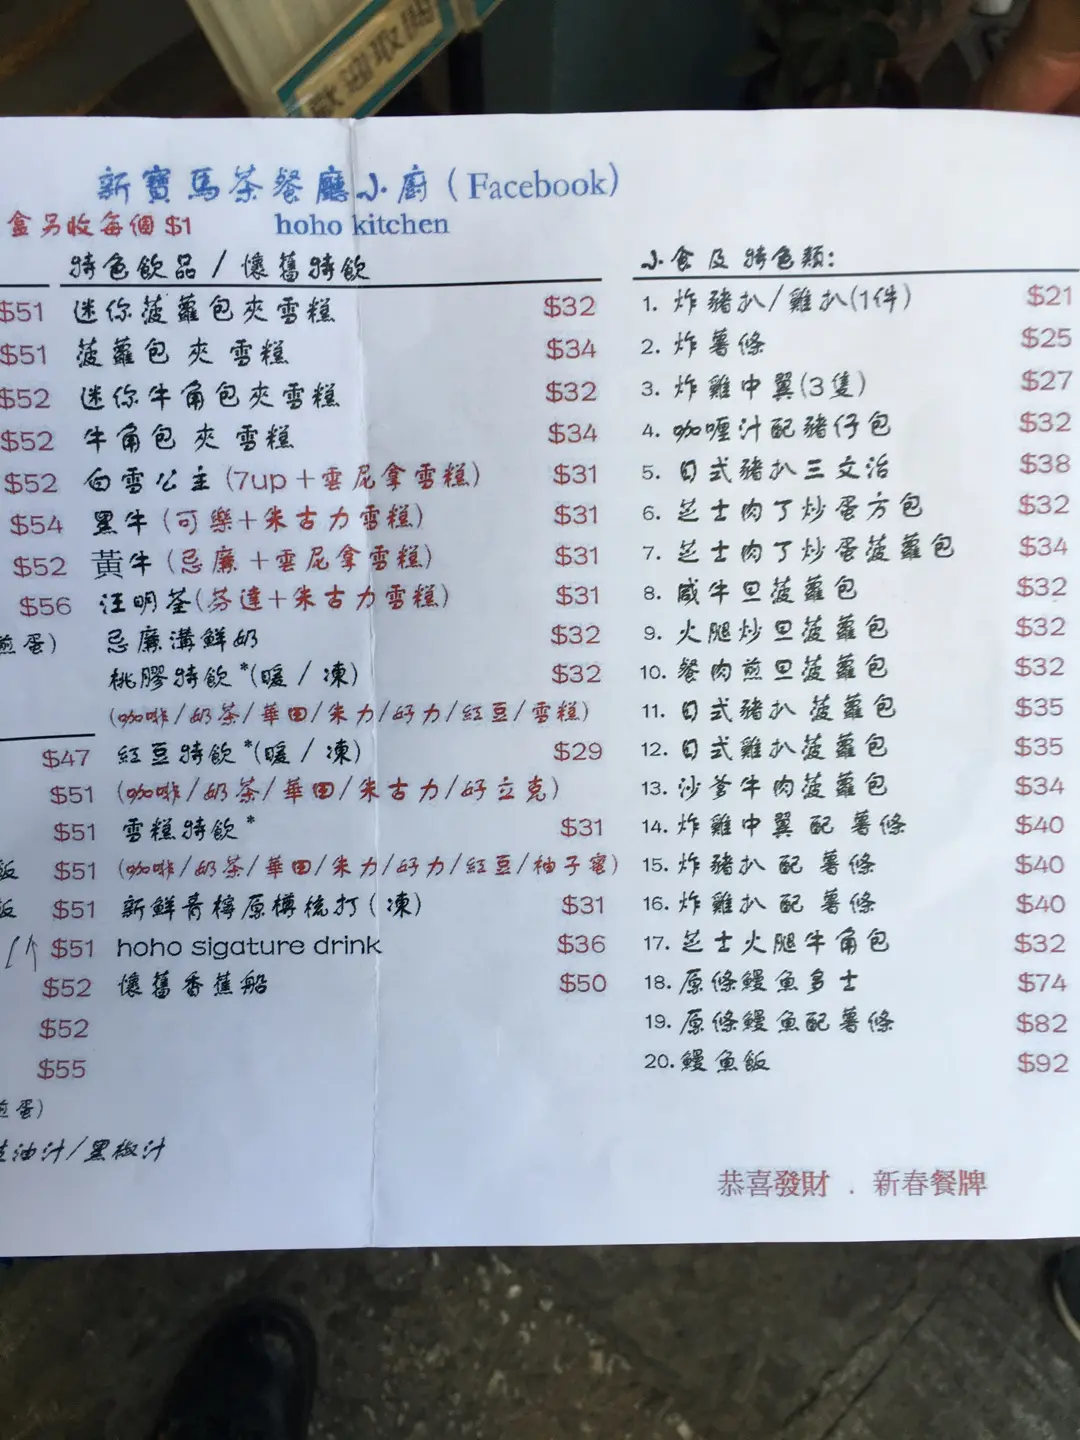 歡迎收
新寶馬茶餐廳小廚 (Facebook)
盒另收每個 $1
hoho kitchen
特色飲品 / 懷舊特飲
$51 迷你菠蘿包夾雪糕 $32
$51 菠蘿包 夾 雪糕 $34
$52 迷你牛角包夾雪糕 $32
$52 牛角包 夾 雪糕 $34
$52 白雪公主 (7up + 雲尼拿雪糕) $31
$54 黑牛 (可樂 + 朱古力雪糕) $31
$52 黃牛 (忌廉 + 雲尼拿雪糕) $31
$56 汪明荃 (芬達 + 朱古力雪糕) $31
煎蛋) 忌廉溝鮮奶 $32
桃膠特飲 *(暖 / 凍) $32
(咖啡/奶茶/華田/朱力/好力/紅豆/雪糕)
$47 紅豆特飲 *(暖 / 凍) $29
$51 (咖啡/奶茶/華田/朱古力/好立克)
$51 雪糕特飲 * $31
飯 $51 (咖啡/奶茶/華田/朱力/好力/紅豆/柚子蜜)
飯 $51 新鮮青檸原樽梳打 (凍) $31
$51 hoho sigature drink $36
$52 懷舊香蕉船 $50
$52
$55
煎蛋)
油汁/黑椒汁
小食及特色類:
1. 炸豬扒/雞扒(1件) $21
2. 炸薯條 $25
3. 炸雞中翼(3隻) $27
4. 咖喱汁配豬仔包 $32
5. 日式豬扒三文治 $38
6. 芝士肉丁炒蛋方包 $32
7. 芝士肉丁炒蛋菠蘿包 $34
8. 咸牛旦菠蘿包 $32
9. 火腿炒旦菠蘿包 $32
10. 餐肉煎旦菠蘿包 $32
11. 日式豬扒 菠蘿包 $35
12. 日式雞扒菠蘿包 $35
13. 沙爹牛肉菠蘿包 $34
14. 炸雞中翼配 薯條 $40
15. 炸豬扒 配 薯條 $40
16. 炸雞扒 配 薯條 $40
17. 芝士火腿牛角包 $32
18. 原條鰻魚多士 $74
19. 原條鰻魚配薯條 $82
20. 鰻魚飯 $92
恭喜發財 . 新春餐牌